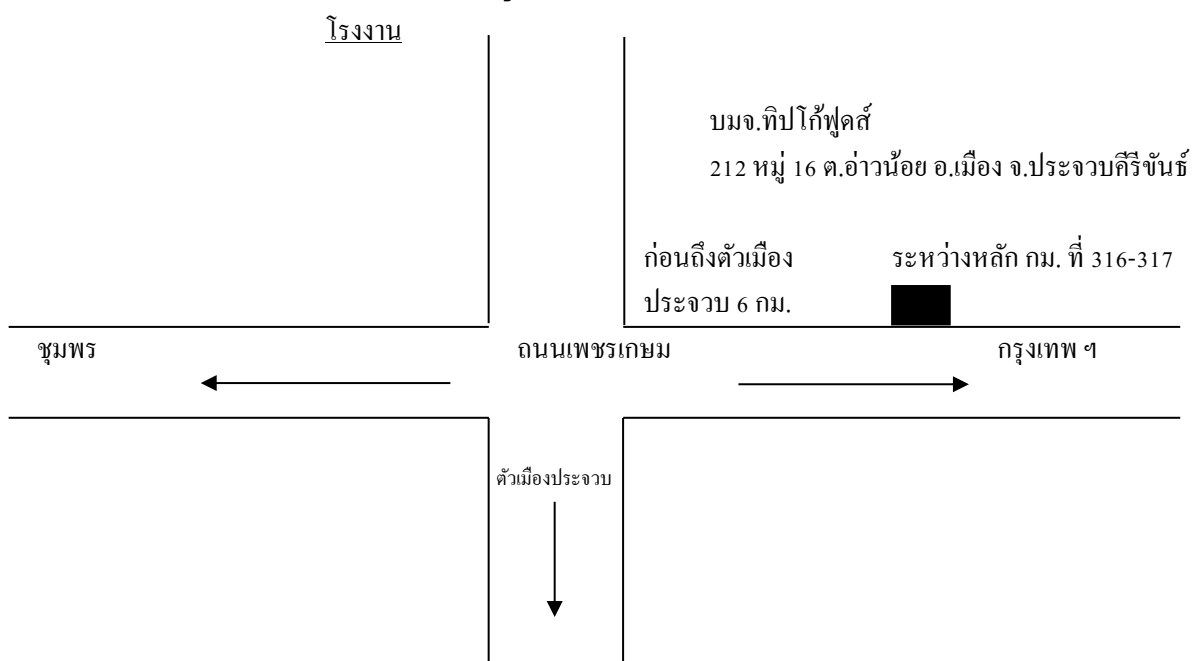 โรงงาน
บมจ.ทิปโก้ฟูคส์
212 หมู่ 16 ต.อ่าวน้อย อ.เมือง จ.ประจวบคีรีขันธ์
ก่อนถึงตัวเมือง
ประจวบ 6 กม.
ระหว่างหลัก กม. ที่ 316-317
ชุมพร
ถนนเพชรเกษม
กรุงเทพ ฯ
ตัวเมืองประจวบ